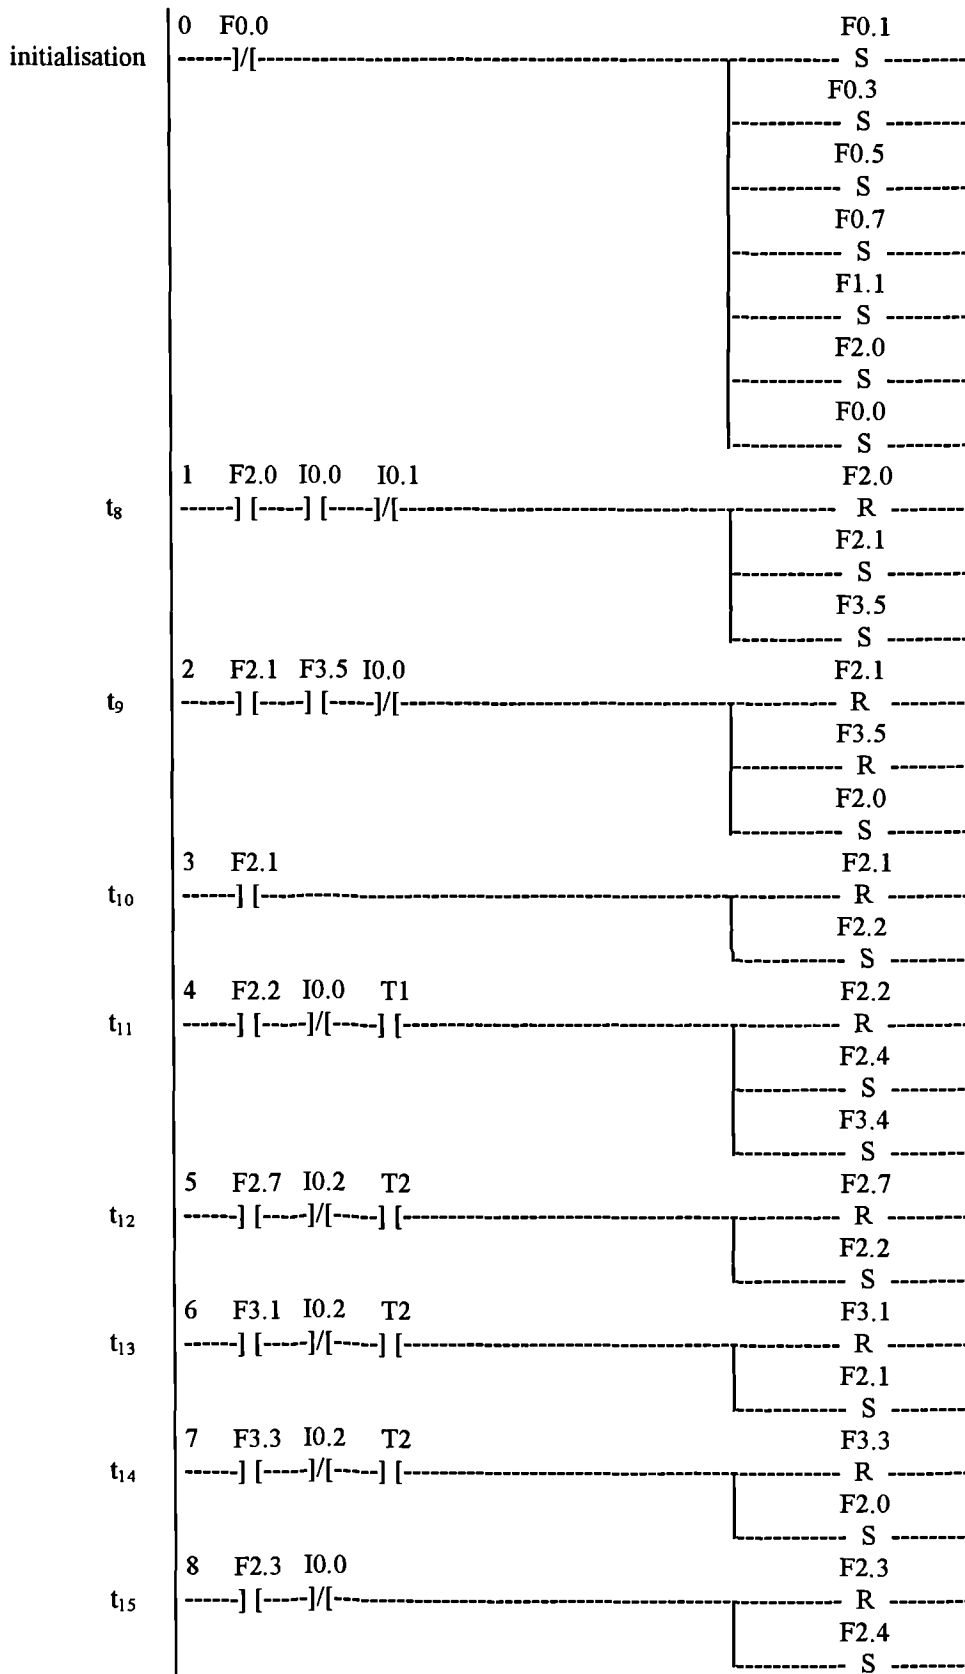 0 F0.0 F0.1
initialisation ------]/[------ S ------
F0.3
------ S ------
F0.5
------ S ------
F0.7
------ S ------
F1.1
------ S ------
F2.0
------ S ------
F0.0
------ S ------
1 F2.0 I0.0 I0.1 F2.0
t₈ ------] [-----] [-----]/[------ R ------
F2.1
------ S ------
F3.5
------ S ------
2 F2.1 F3.5 I0.0 F2.1
t₉ ------] [-----] [-----]/[------ R ------
F3.5
------ R ------
F2.0
------ S ------
3 F2.1 F2.1
t₁₀ ------] [------ R ------
F2.2
------ S ------
4 F2.2 I0.0 T1 F2.2
t₁₁ ------] [-----]/[-----] [------ R ------
F2.4
------ S ------
F3.4
------ S ------
5 F2.7 I0.2 T2 F2.7
t₁₂ ------] [-----]/[-----] [------ R ------
F2.2
------ S ------
6 F3.1 I0.2 T2 F3.1
t₁₃ ------] [-----]/[-----] [------ R ------
F2.1
------ S ------
7 F3.3 I0.2 T2 F3.3
t₁₄ ------] [-----]/[-----] [------ R ------
F2.0
------ S ------
8 F2.3 I0.0 F2.3
t₁₅ ------] [-----]/[------ R ------
F2.4
------ S ------